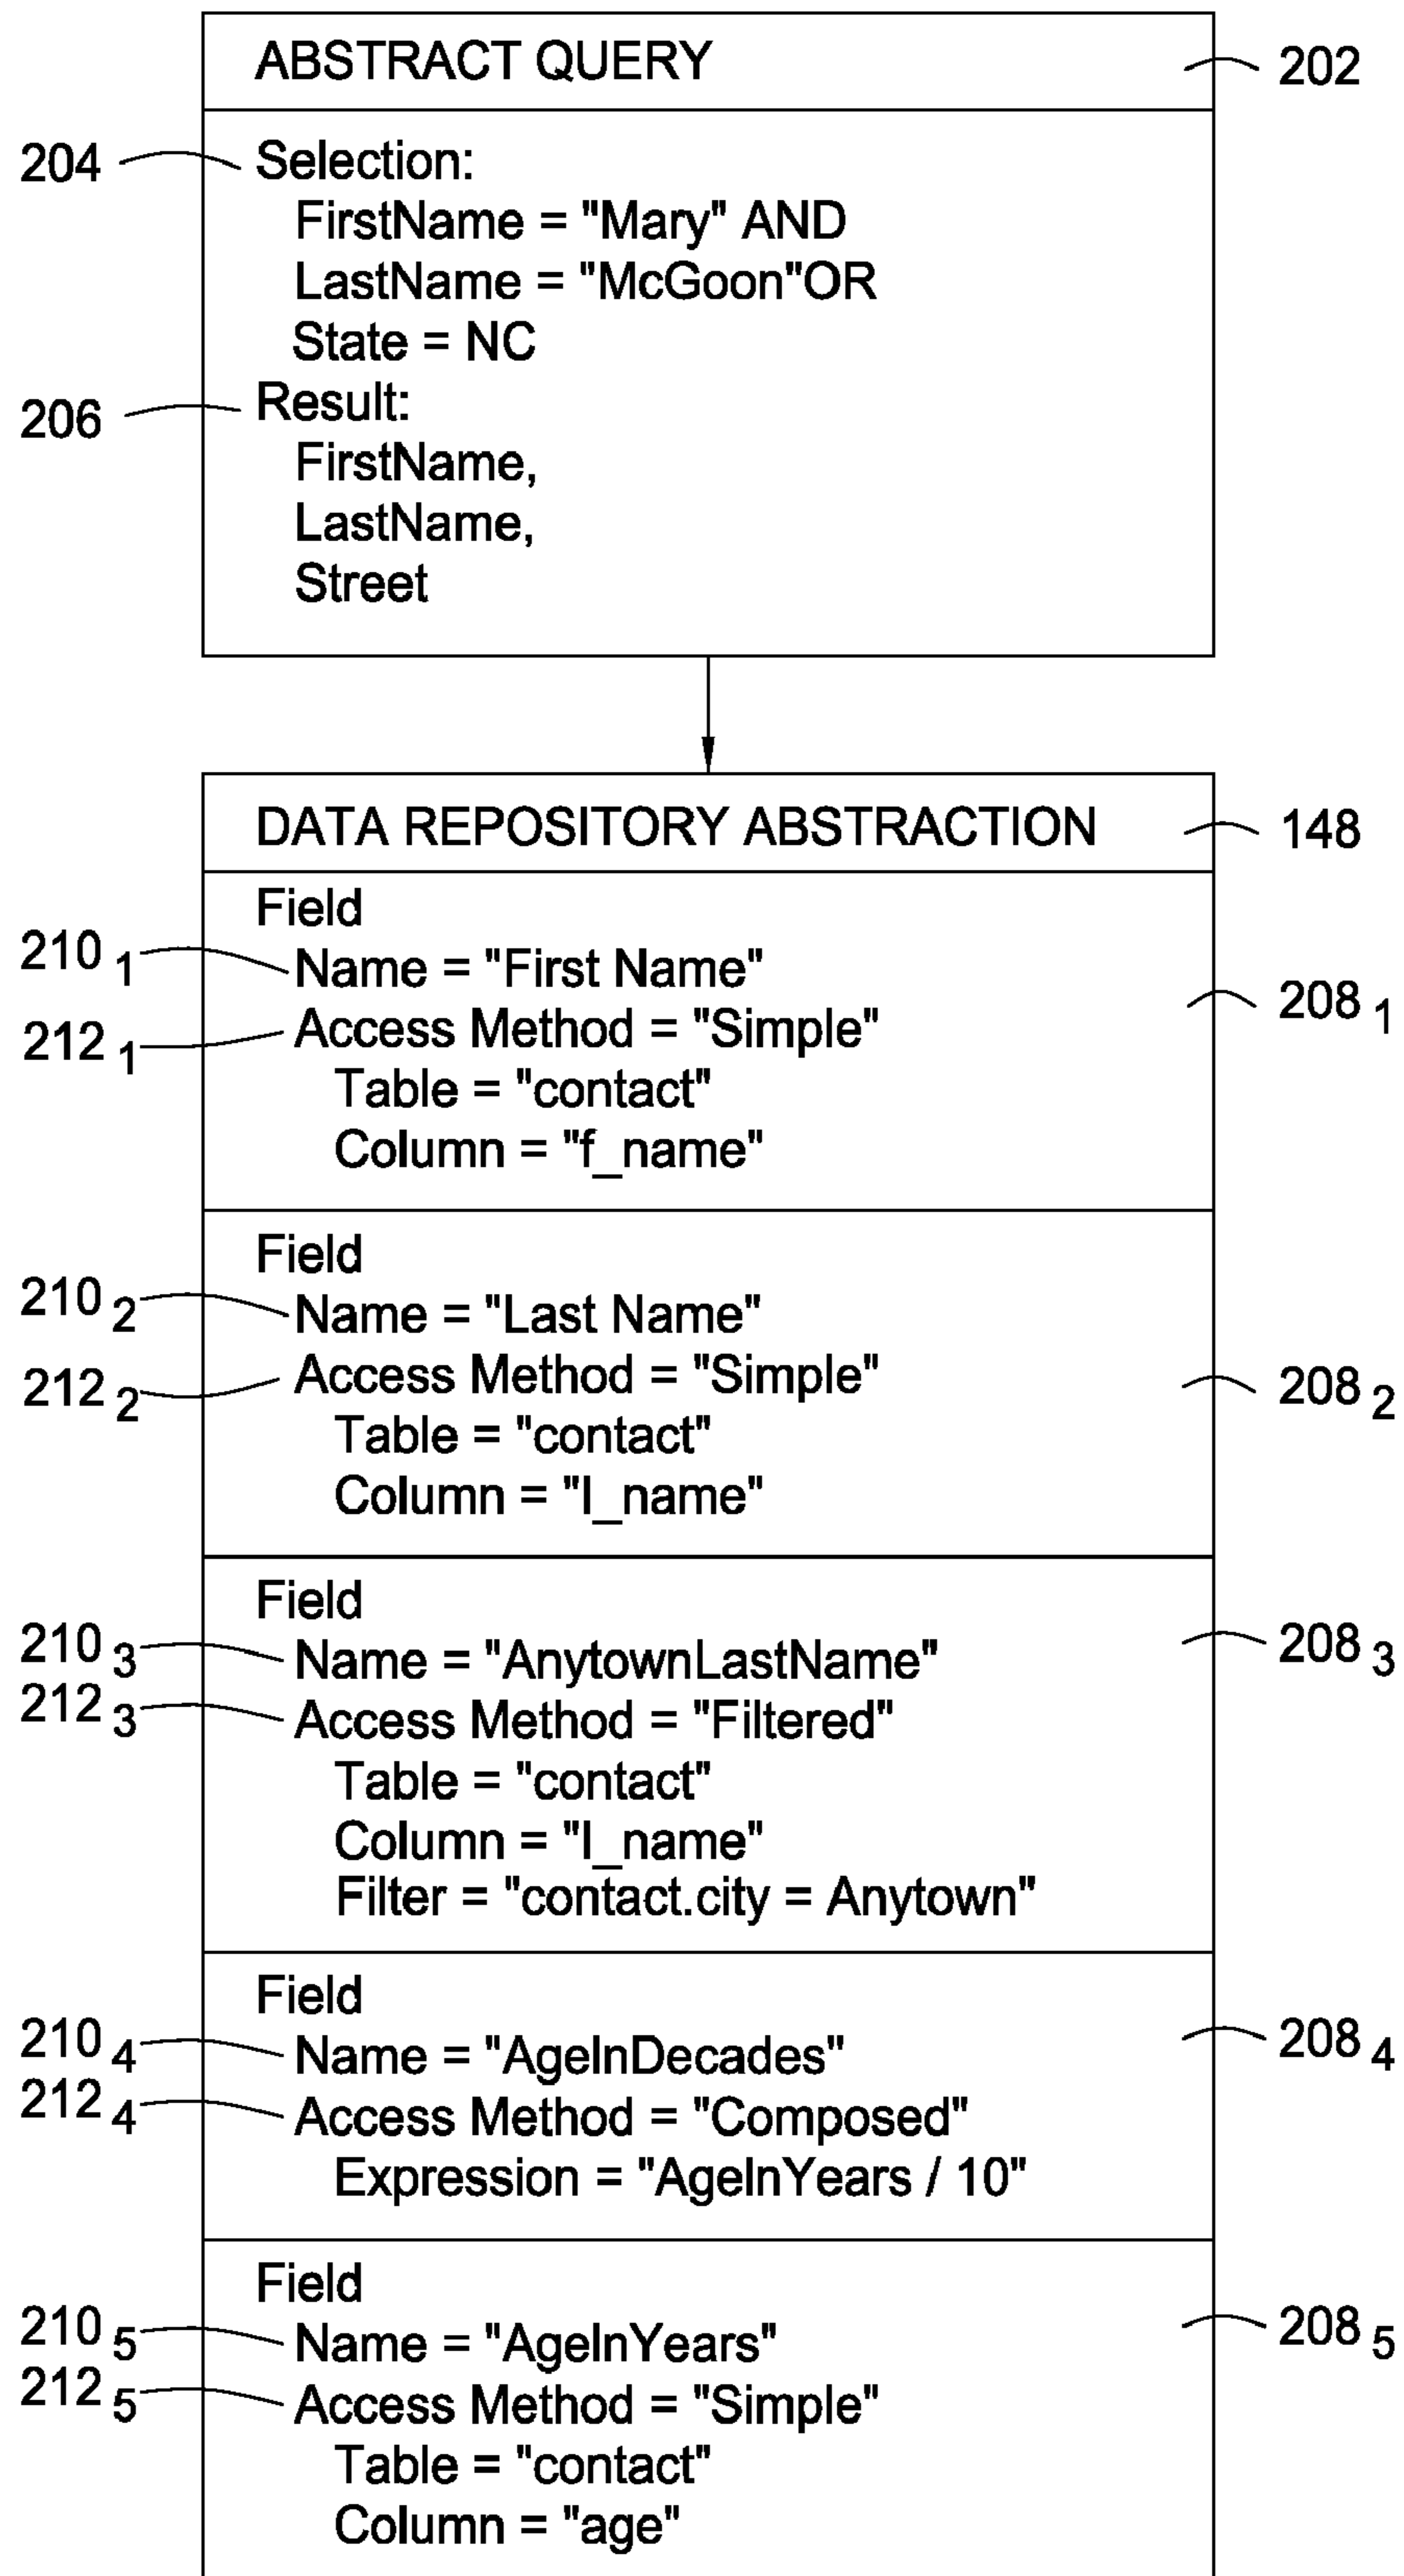 ABSTRACT QUERY 202
204 Selection:
FirstName = "Mary" AND
LastName = "McGoon"OR
State = NC
206 Result:
FirstName,
LastName,
Street
DATA REPOSITORY ABSTRACTION 148
Field
210 1 Name = "First Name" 208 1
212 1 Access Method = "Simple"
Table = "contact"
Column = "f_name"
Field
210 2 Name = "Last Name"
212 2 Access Method = "Simple" 208 2
Table = "contact"
Column = "l_name"
Field
210 3 Name = "AnytownLastName" 208 3
212 3 Access Method = "Filtered"
Table = "contact"
Column = "l_name"
Filter = "contact.city = Anytown"
Field
210 4 Name = "AgeInDecades" 208 4
212 4 Access Method = "Composed"
Expression = "AgeInYears / 10"
Field
210 5 Name = "AgeInYears" 208 5
212 5 Access Method = "Simple"
Table = "contact"
Column = "age"